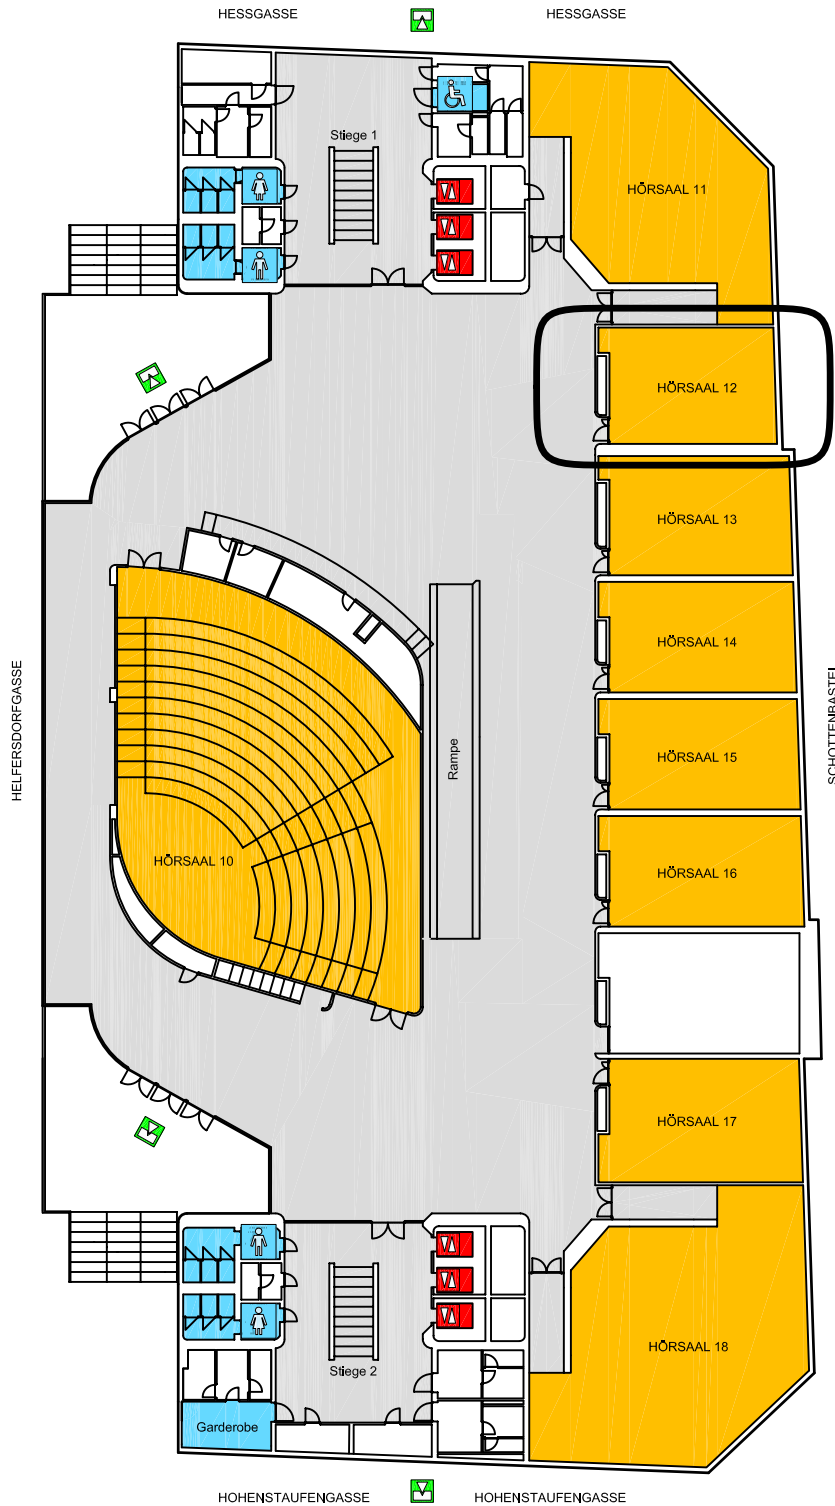 HESSGASSE
HESSGASSE
Stiege 1
HÖRSAAL 11
HÖRSAAL 12
HÖRSAAL 13
HÖRSAAL 14
HELFERSDORFGASSE
SCHOTTENBASTEI
Rampe
HÖRSAAL 15
HÖRSAAL 10
HÖRSAAL 16
HÖRSAAL 17
HÖRSAAL 18
Stiege 2
Garderobe
HOHENSTAUFENGASSE
HOHENSTAUFENGASSE